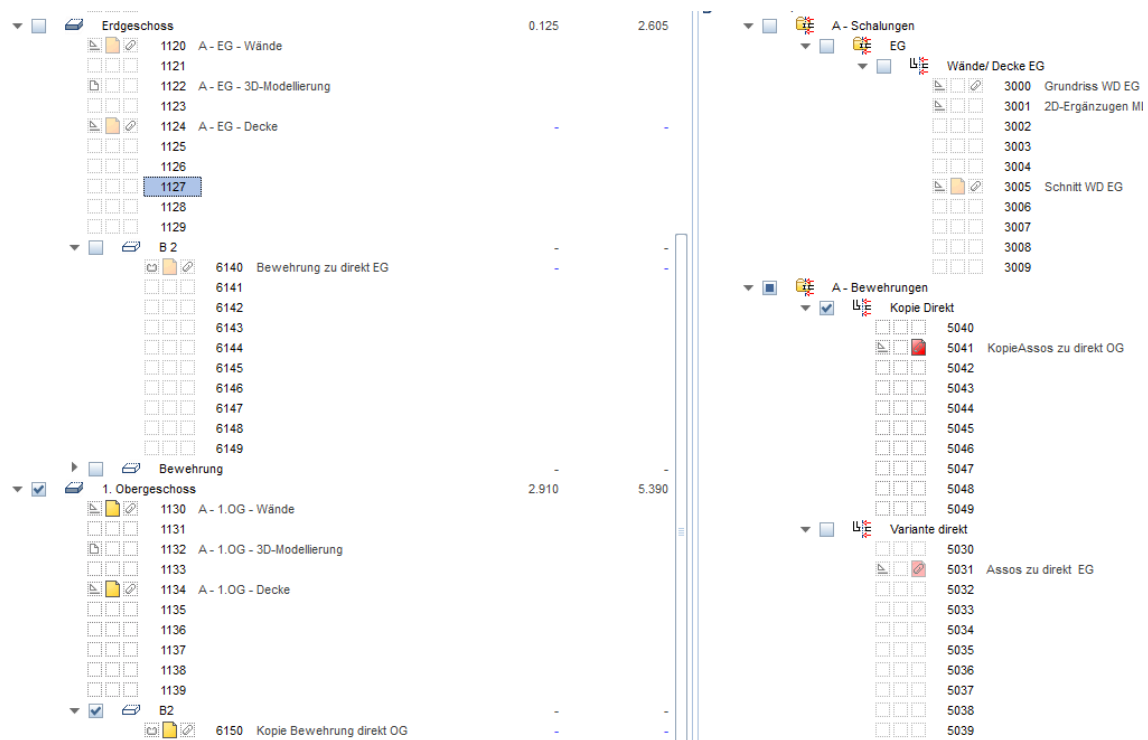 Erdgeschoss 0.125 2.605
1120 A - EG - Wände
1121
1122 A - EG - 3D-Modellierung
1123
1124 A - EG - Decke - -
1125
1126
1127
1128
1129
B 2 - -
6140 Bewehrung zu direkt EG - -
6141
6142
6143
6144
6145
6146
6147
6148
6149
Bewehrung - -
1. Obergeschoss 2.910 5.390
1130 A - 1.OG - Wände
1131
1132 A - 1.OG - 3D-Modellierung
1133
1134 A - 1.OG - Decke
1135
1136
1137
1138
1139
B2 - -
6150 Kopie Bewehrung direkt OG - -
A - Schalungen
EG
Wände/ Decke EG
3000 Grundriss WD EG
3001 2D-Ergänzugen
3002
3003
3004
3005 Schnitt WD EG
3006
3007
3008
3009
A - Bewehrungen
Kopie Direkt
5040
5041 KopieAssos zu direkt OG
5042
5043
5044
5045
5046
5047
5048
5049
Variante direkt
5030
5031 Assos zu direkt EG
5032
5033
5034
5035
5036
5037
5038
5039